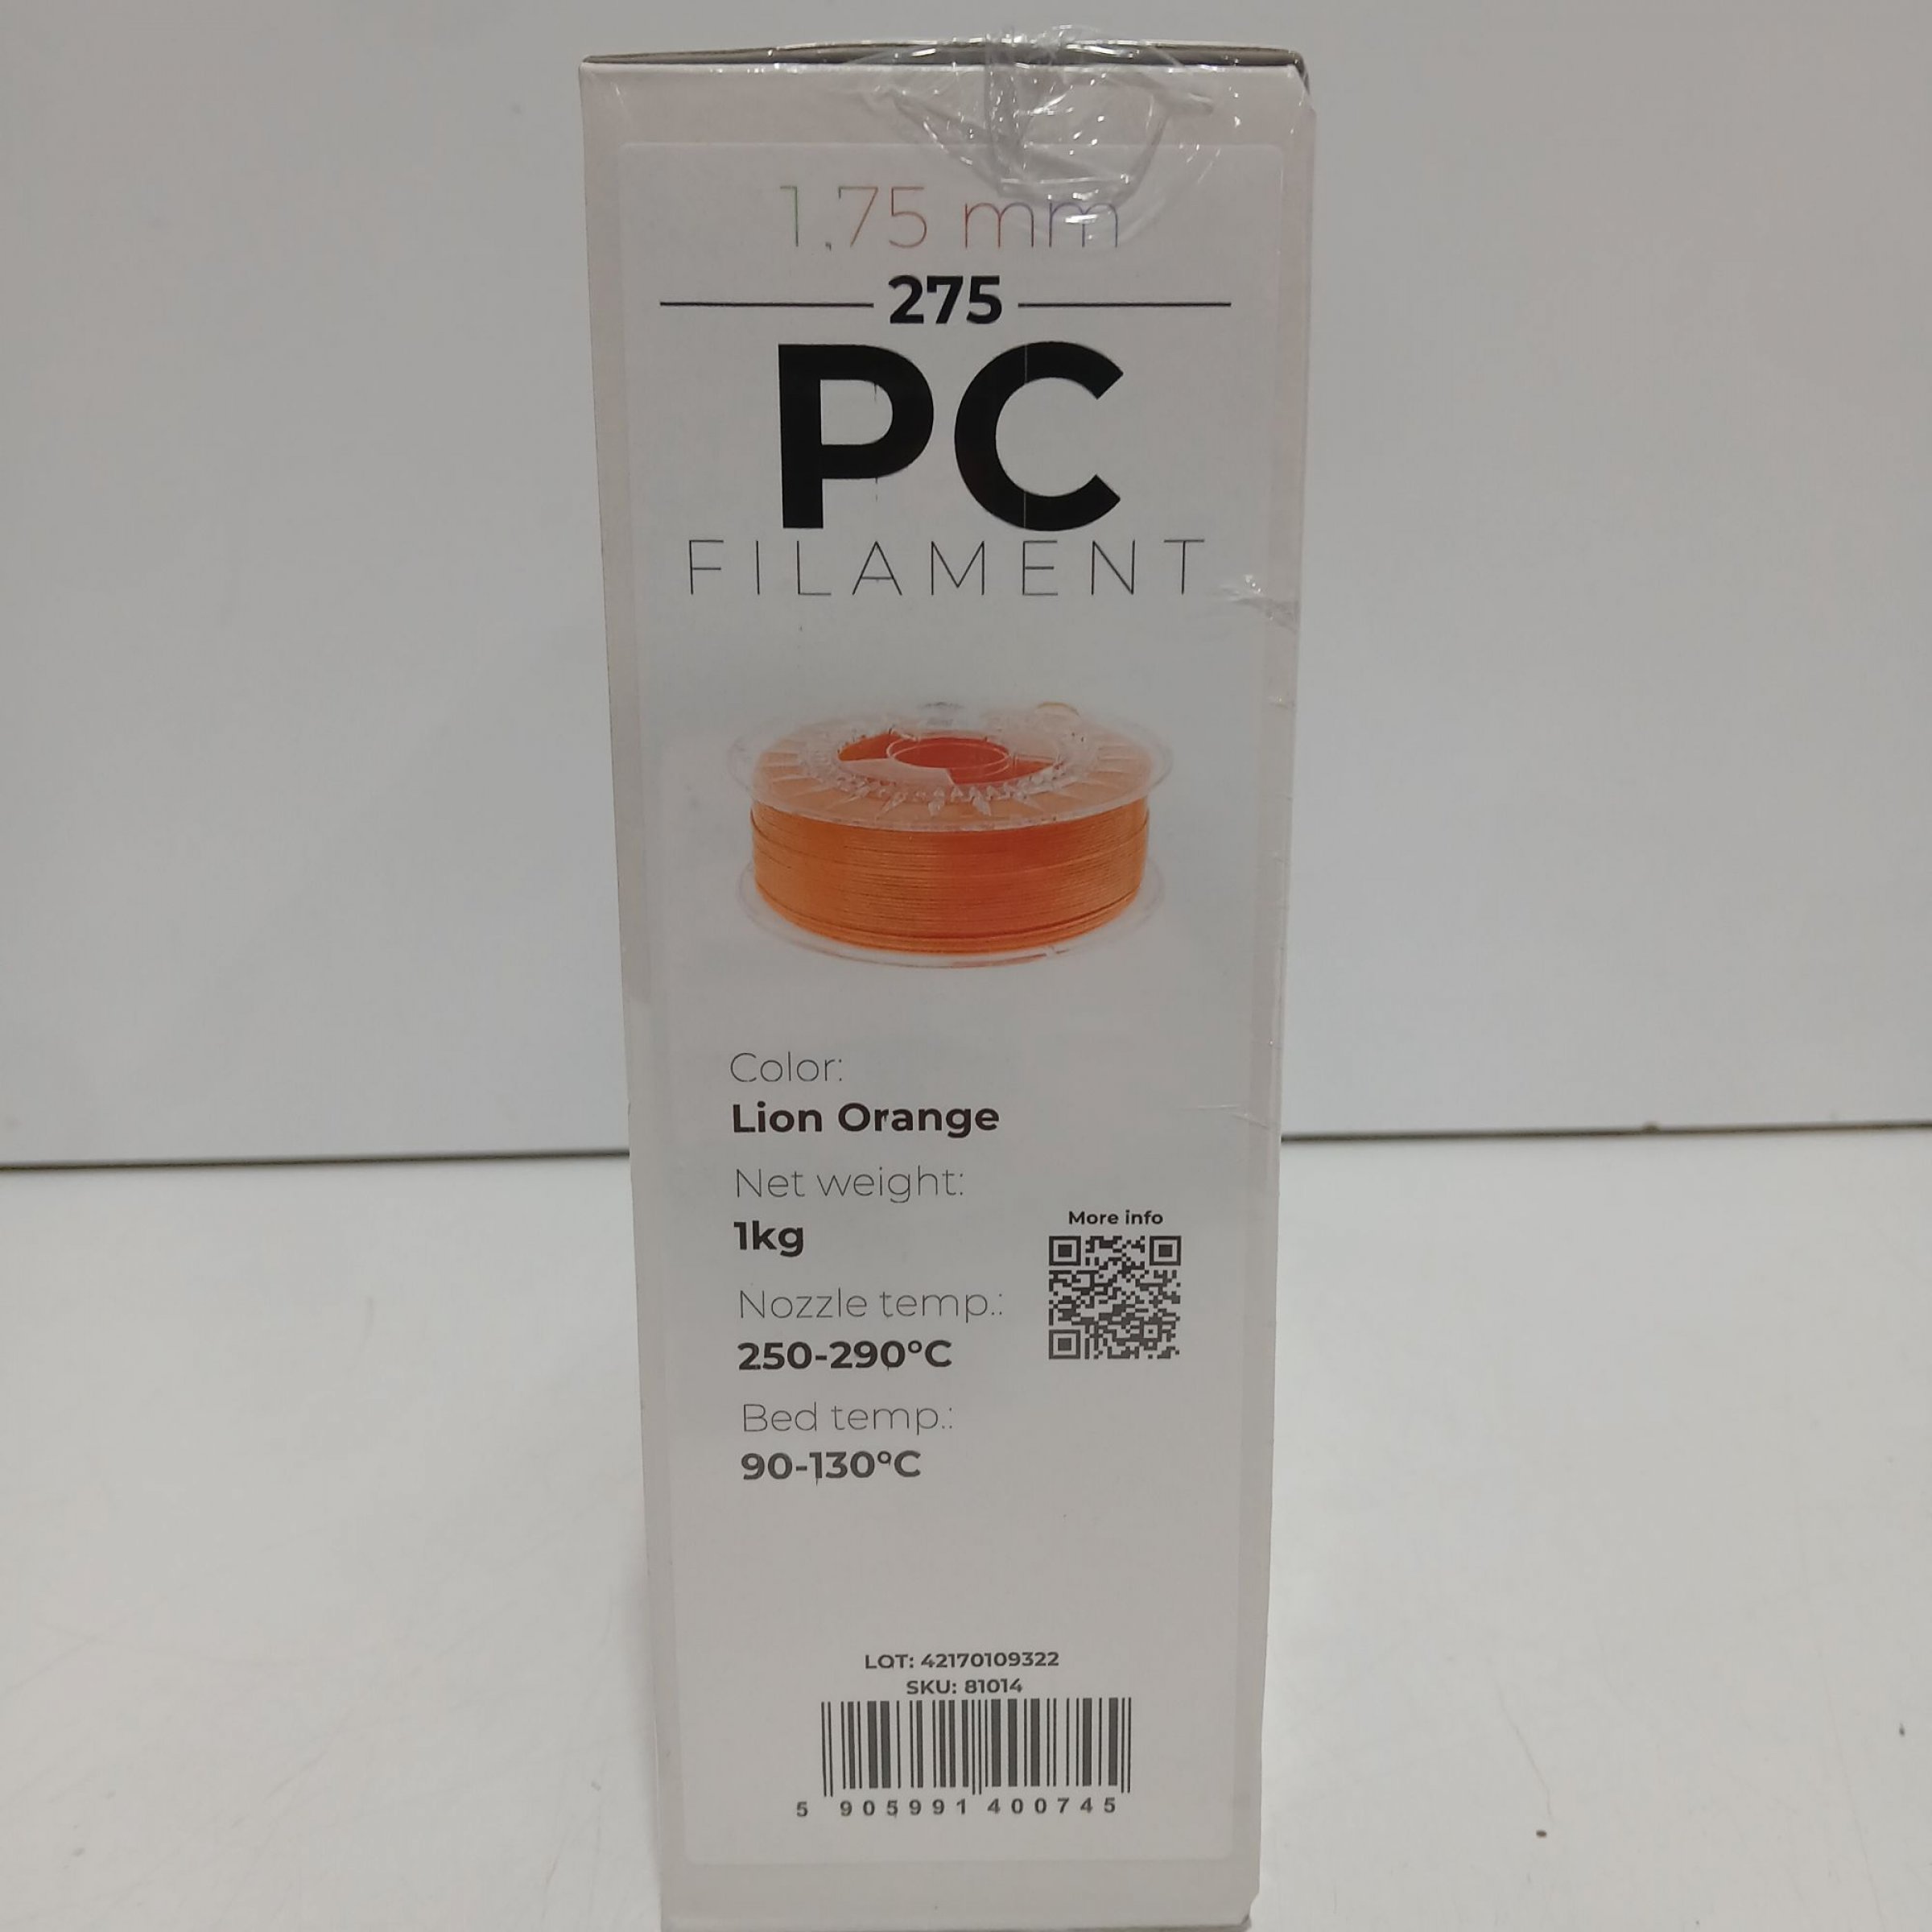 1.75 mm
275
PC
FILAMENT
Color:
Lion Orange
Net weight:
1kg
More info
Nozzle temp.:
250-290°C
Bed temp.:
90-130°C
LOT: 42170109322
SKU: 81014
5 905991 400745